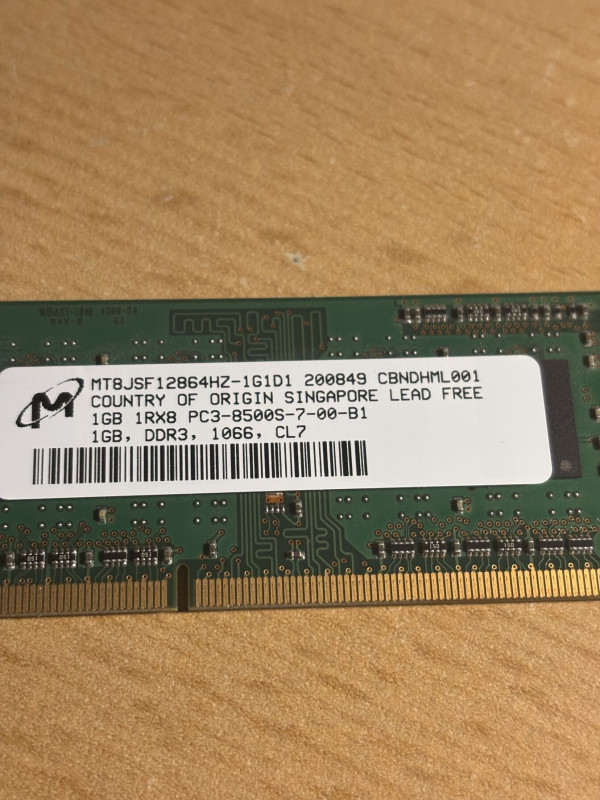 MT8JSF12864HZ-1G1D1 200849 CBNDHML001
COUNTRY OF ORIGIN SINGAPORE LEAD FREE
1GB 1RX8 PC3-8500S-7-00-B1
1GB, DDR3, 1066, CL7